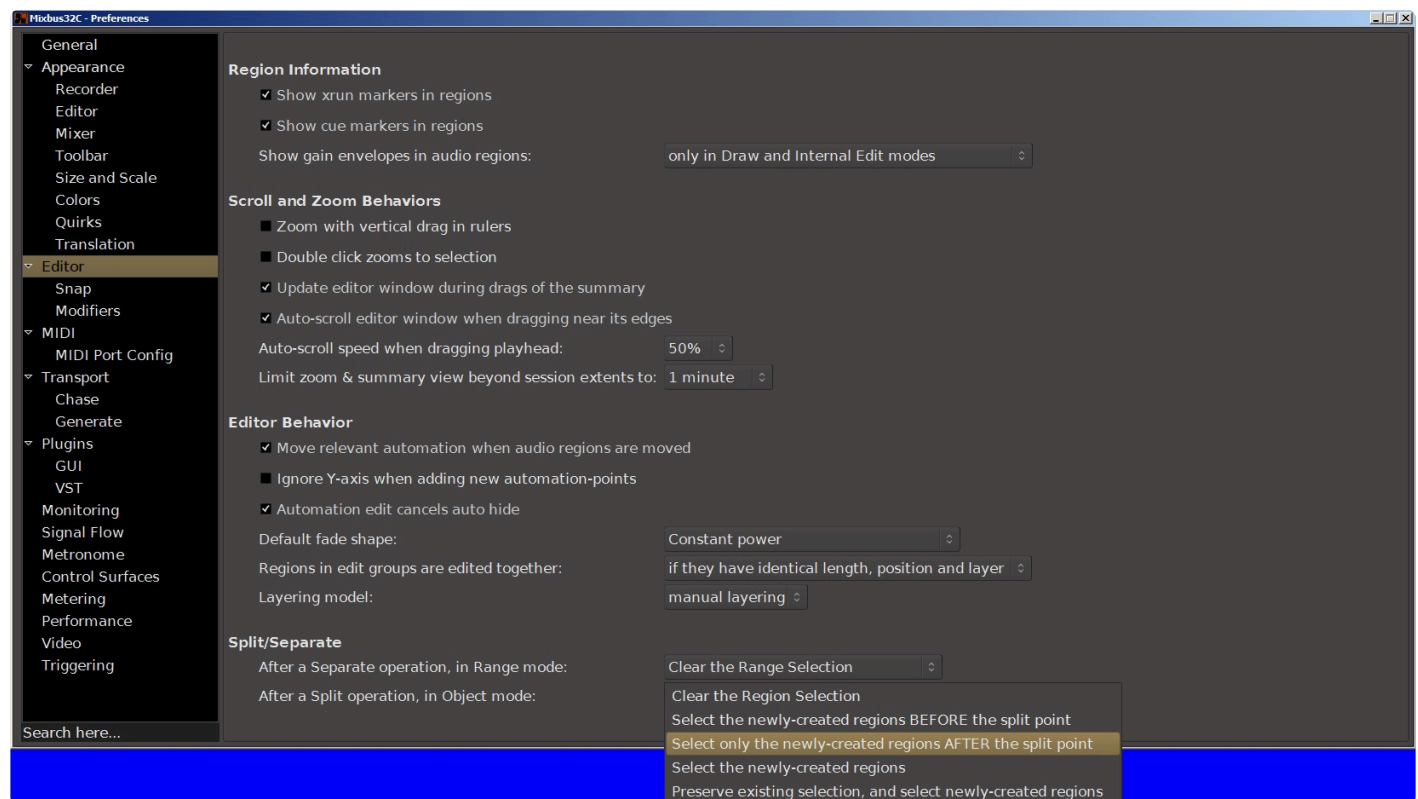 Mixbus32C - Preferences
General
Appearance
Recorder
Editor
Mixer
Toolbar
Size and Scale
Colors
Quirks
Translation
Editor
Snap
Modifiers
MIDI
MIDI Port Config
Transport
Chase
Generate
Plugins
GUI
VST
Monitoring
Signal Flow
Metronome
Control Surfaces
Metering
Performance
Video
Triggering
Search here...
Region Information
Show xrun markers in regions
Show cue markers in regions
Show gain envelopes in audio regions: only in Draw and Internal Edit modes
Scroll and Zoom Behaviors
Zoom with vertical drag in rulers
Double click zooms to selection
Update editor window during drags of the summary
Auto-scroll editor window when dragging near its edges
Auto-scroll speed when dragging playhead: 50%
Limit zoom & summary view beyond session extents to: 1 minute
Editor Behavior
Move relevant automation when audio regions are moved
Ignore Y-axis when adding new automation-points
Automation edit cancels auto hide
Default fade shape: Constant power
Regions in edit groups are edited together: if they have identical length, position and layer
Layering model: manual layering
Split/Separate
After a Separate operation, in Range mode: Clear the Range Selection
After a Split operation, in Object mode: Clear the Region Selection
Select the newly-created regions BEFORE the split point
Select only the newly-created regions AFTER the split point
Select the newly-created regions
Preserve existing selection, and select newly-created regions